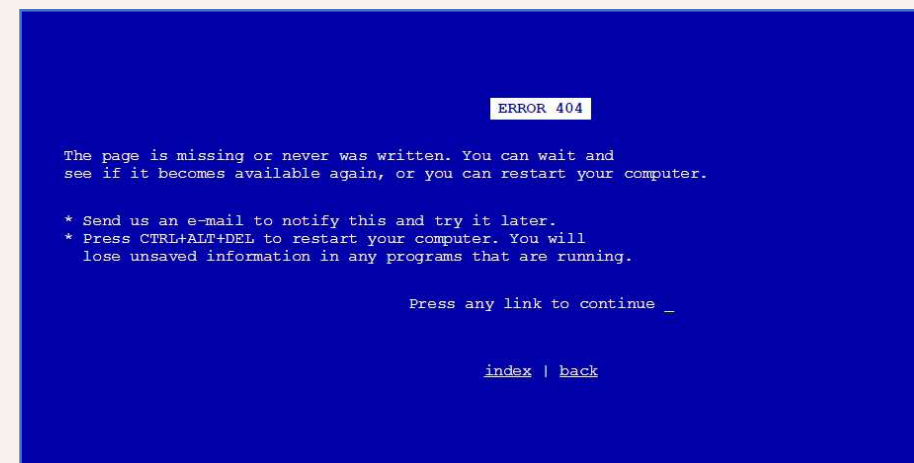 ERROR 404
The page is missing or never was written. You can wait and
see if it becomes available again, or you can restart your computer.
* Send us an e-mail to notify this and try it later.
* Press CTRL+ALT+DEL to restart your computer. You will
lose unsaved information in any programs that are running.
Press any link to continue _
index | back